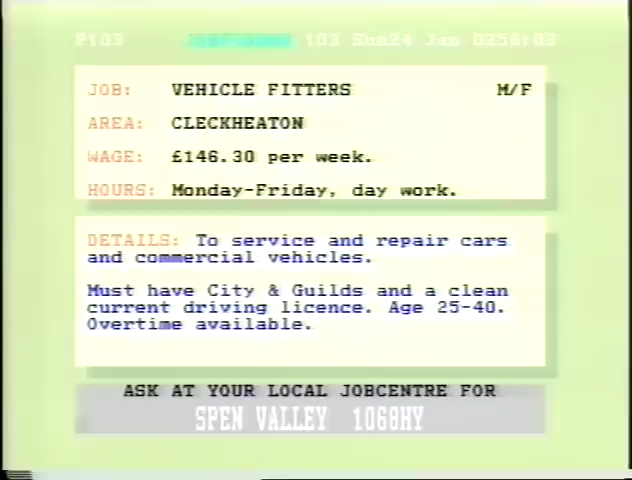 P103 103 Sun24 Jan 0258:03
JOB: VEHICLE FITTERS M/F
AREA: CLECKHEATON
WAGE: £146.30 per week.
HOURS: Monday-Friday, day work.
DETAILS: To service and repair cars
and commercial vehicles.
Must have City & Guilds and a clean
current driving licence. Age 25-40.
Overtime available.
ASK AT YOUR LOCAL JOBCENTRE FOR
SPEN VALLEY 1068HY